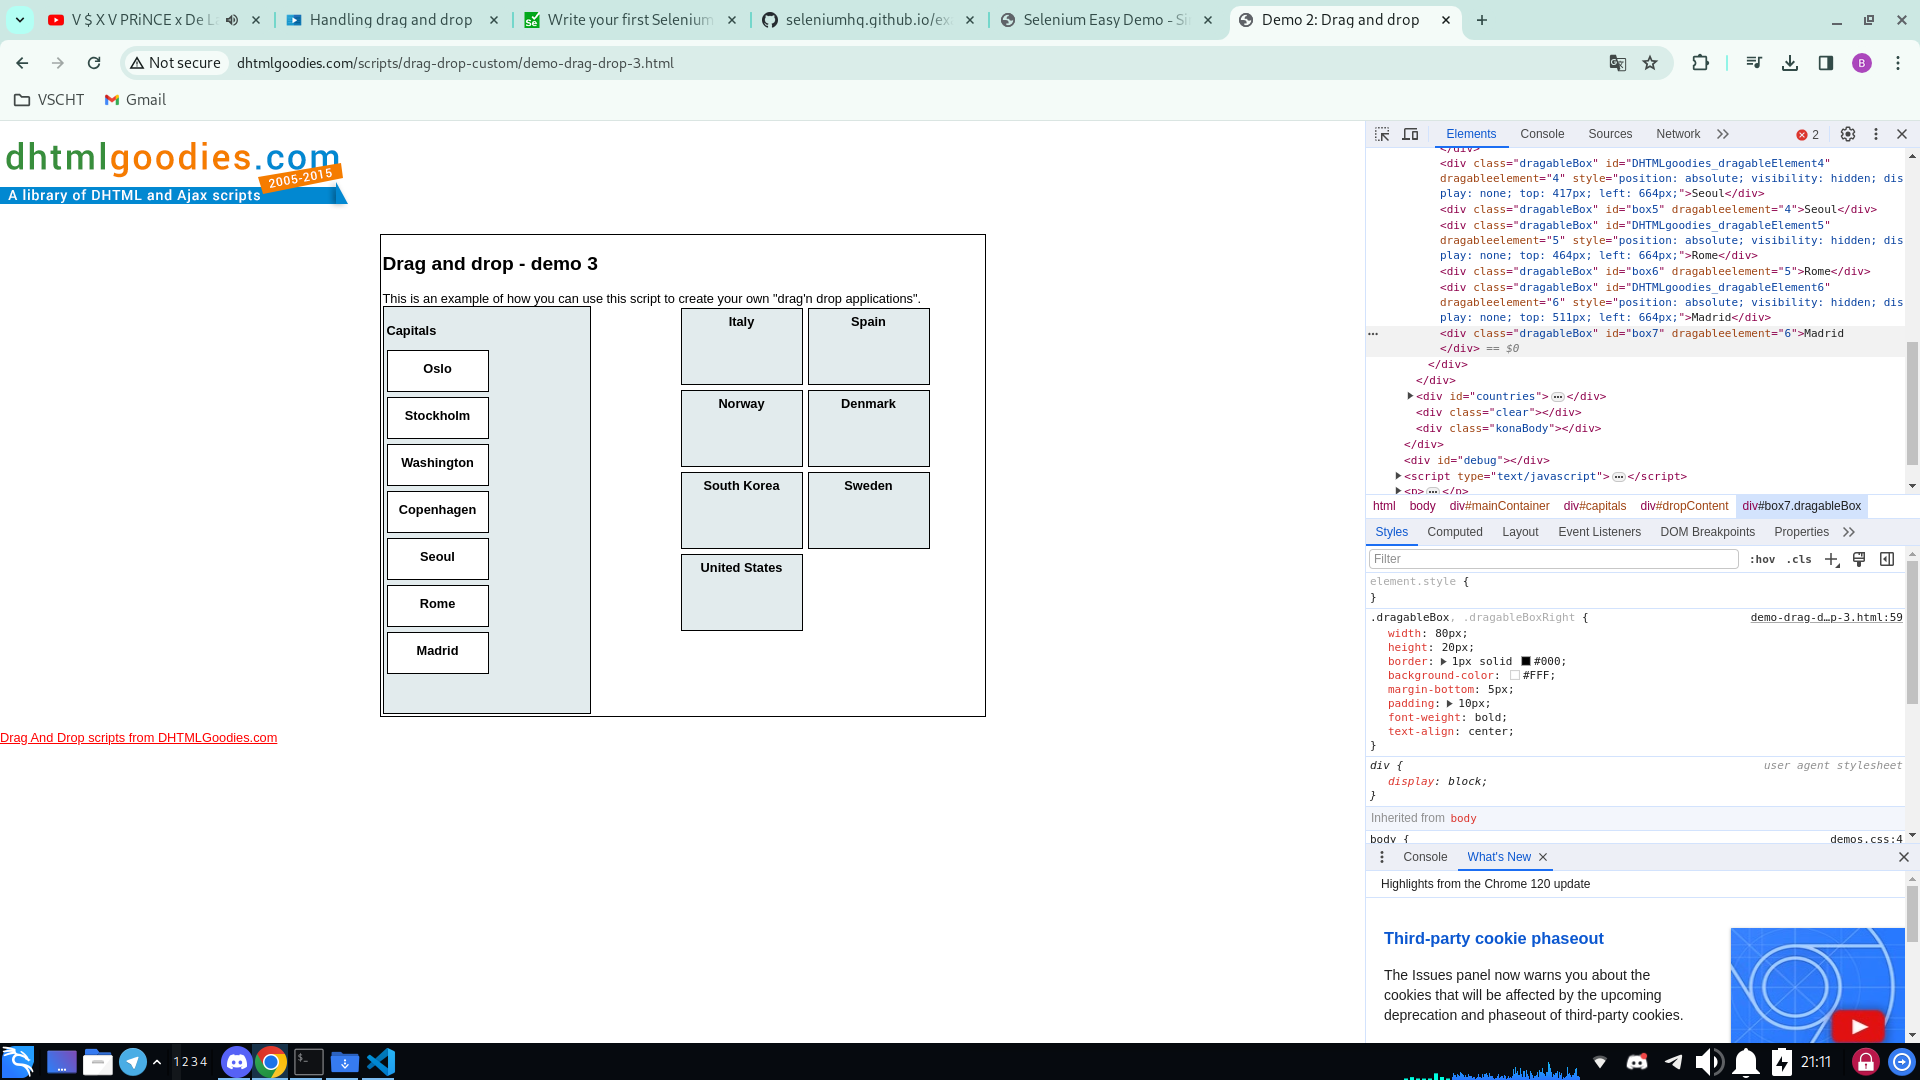 V $ X V PRiNCE x De La
Handling drag and drop
Write your first Selenium
seleniumhq.github.io/exa
Selenium Easy Demo - Si
Demo 2: Drag and drop
Not secure
dhtmlgoodies.com/scripts/drag-drop-custom/demo-drag-drop-3.html
B
VSCHT
Gmail
dhtmlgoodies.com
2005-2015
A library of DHTML and Ajax scripts
Drag and drop - demo 3
This is an example of how you can use this script to create your own "drag'n drop applications".
Capitals
Oslo
Stockholm
Washington
Copenhagen
Seoul
Rome
Madrid
Italy
Spain
Norway
Denmark
South Korea
Sweden
United States
Drag And Drop scripts from DHTMLGoodies.com
Elements
Console
Sources
Network
2
</div>
<div class="dragableBox" id="DHTMLgoodies_dragableElement4"
dragableelement="4" style="position: absolute; visibility: hidden; dis
play: none; top: 417px; left: 664px;">Seoul</div>
<div class="dragableBox" id="box5" dragableelement="4">Seoul</div>
<div class="dragableBox" id="DHTMLgoodies_dragableElement5"
dragableelement="5" style="position: absolute; visibility: hidden; dis
play: none; top: 464px; left: 664px;">Rome</div>
<div class="dragableBox" id="box6" dragableelement="5">Rome</div>
<div class="dragableBox" id="DHTMLgoodies_dragableElement6"
dragableelement="6" style="position: absolute; visibility: hidden; dis
play: none; top: 511px; left: 664px;">Madrid</div>
<div class="dragableBox" id="box7" dragableelement="6">Madrid
</div> == $0
</div>
</div>
<div id="countries">…</div>
<div class="clear"></div>
<div class="konaBody"></div>
</div>
<div id="debug"></div>
<script type="text/javascript">…</script>
<p>…</p>
html
body
div#mainContainer
div#capitals
div#dropContent
div#box7.dragableBox
Styles
Computed
Layout
Event Listeners
DOM Breakpoints
Properties
Filter
:hov
.cls
element.style {
}
.dragableBox, .dragableBoxRight {
demo-drag-d…p-3.html:59
width: 80px;
height: 20px;
border: 1px solid #000;
background-color: #FFF;
margin-bottom: 5px;
padding: 10px;
font-weight: bold;
text-align: center;
}
div {
user agent stylesheet
display: block;
}
Inherited from body
body {
demos.css:4
Console
What's New
Highlights from the Chrome 120 update
Third-party cookie phaseout
The Issues panel now warns you about the
cookies that will be affected by the upcoming
deprecation and phaseout of third-party cookies.
1 2 3 4
21:11